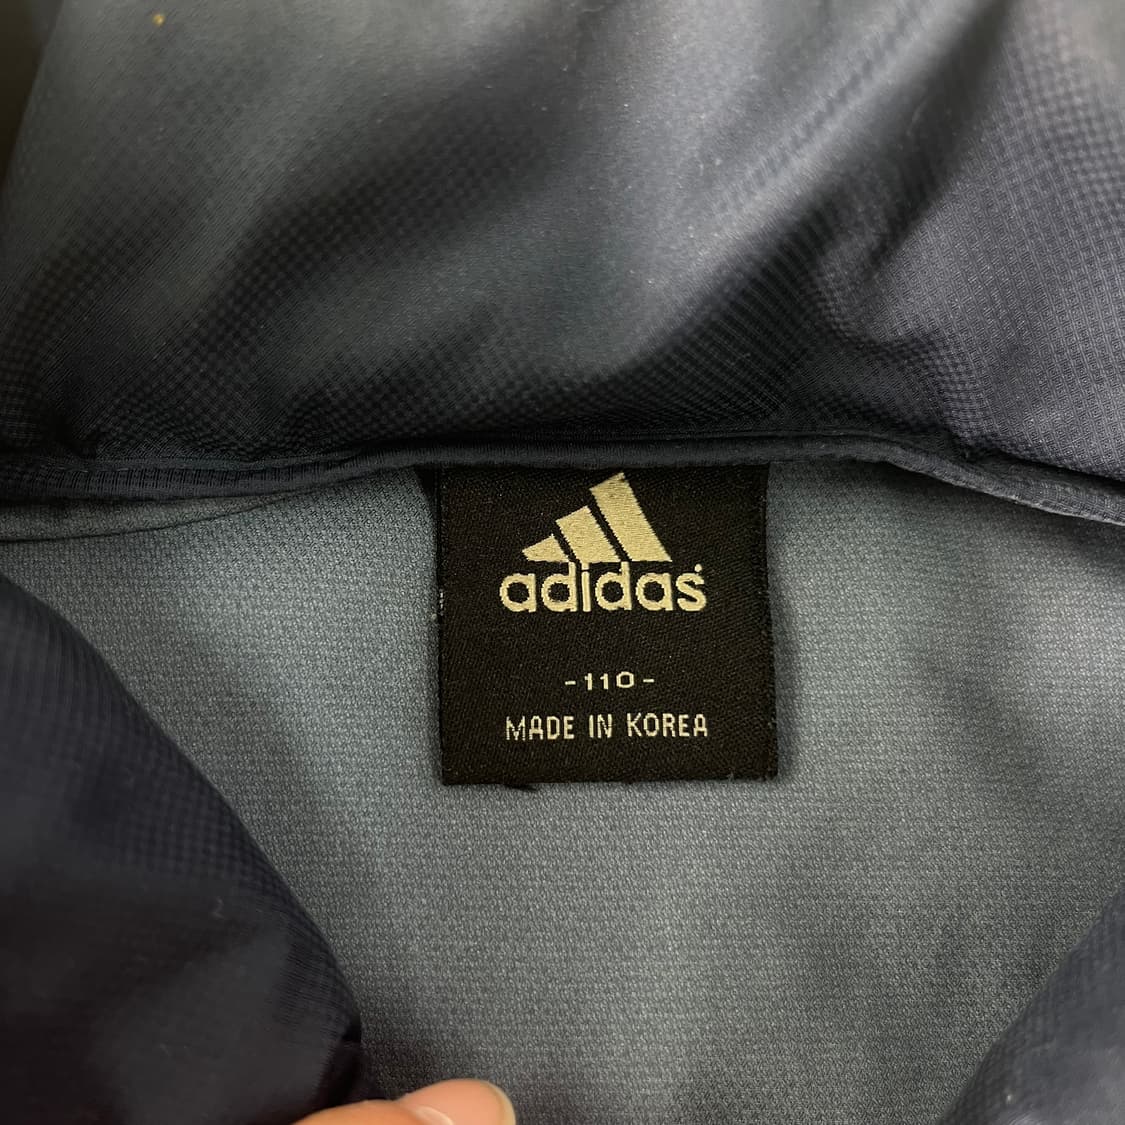 adidas
-110-
MADE IN KOREA